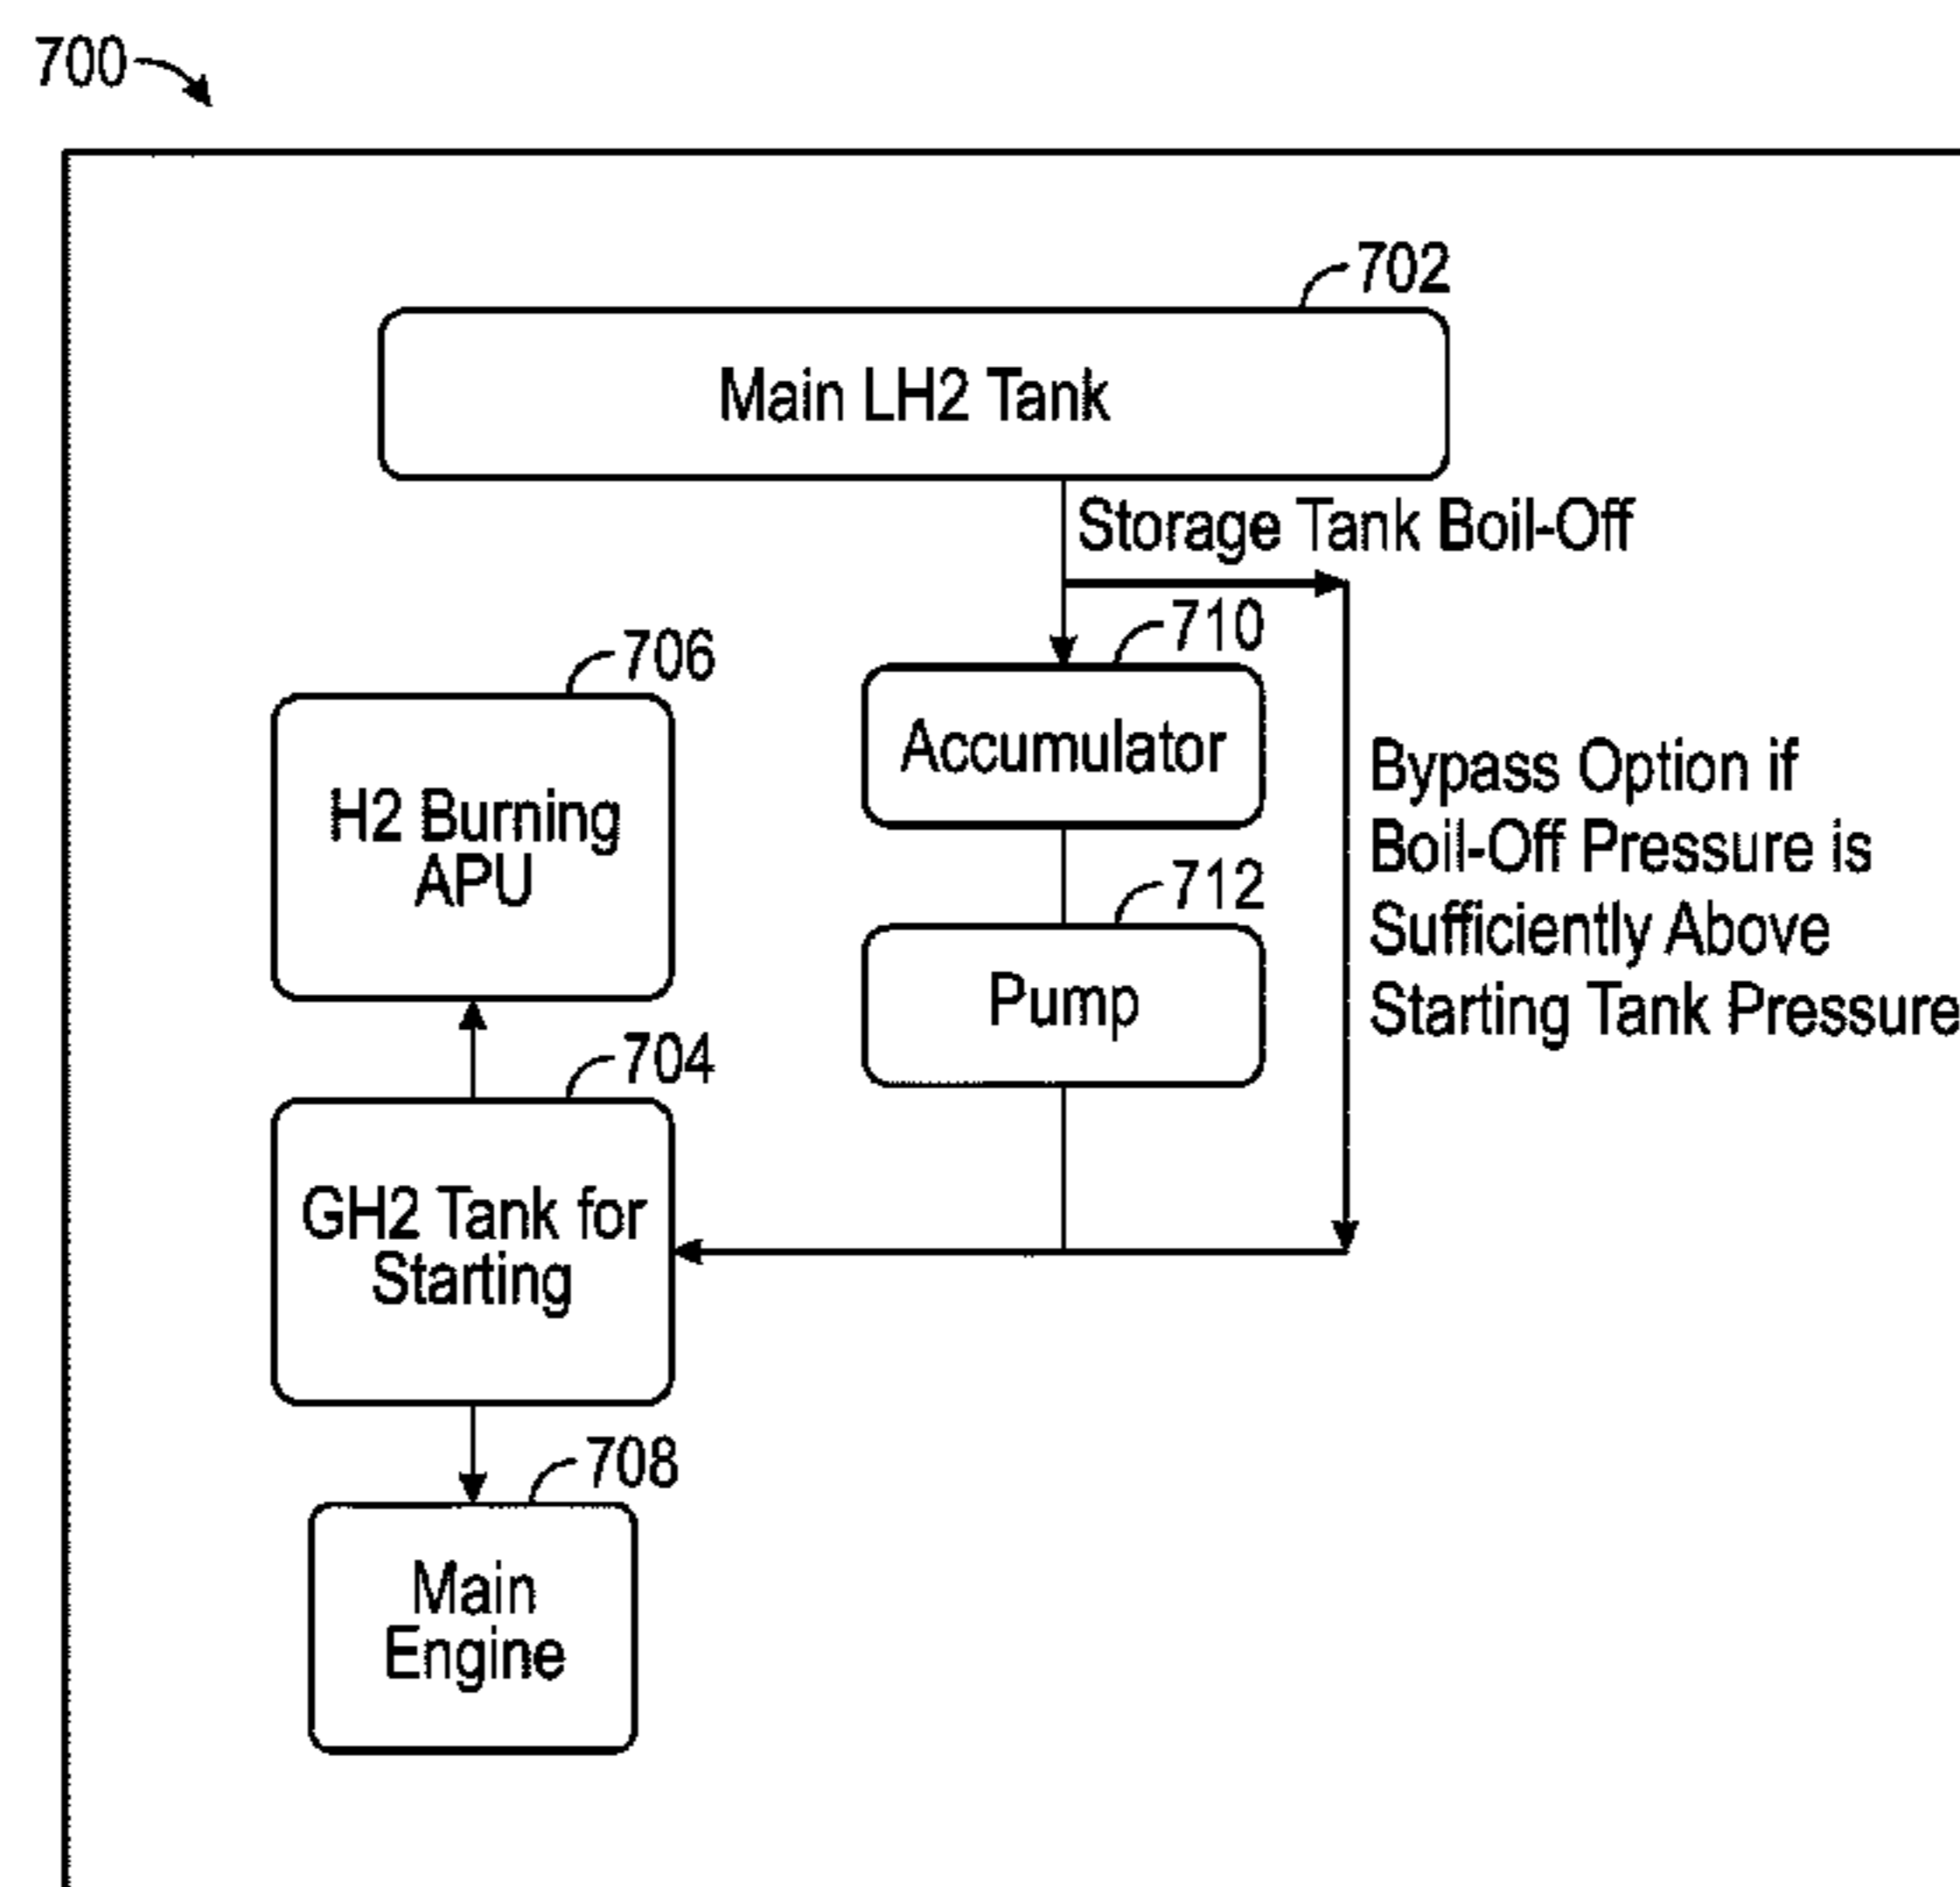 700
702
Main LH2 Tank
Storage Tank Boil-Off
710
706
Accumulator
Bypass Option if
Boil-Off Pressure is
Sufficiently Above
Starting Tank Pressure
H2 Burning
APU
712
Pump
704
GH2 Tank for
Starting
708
Main
Engine